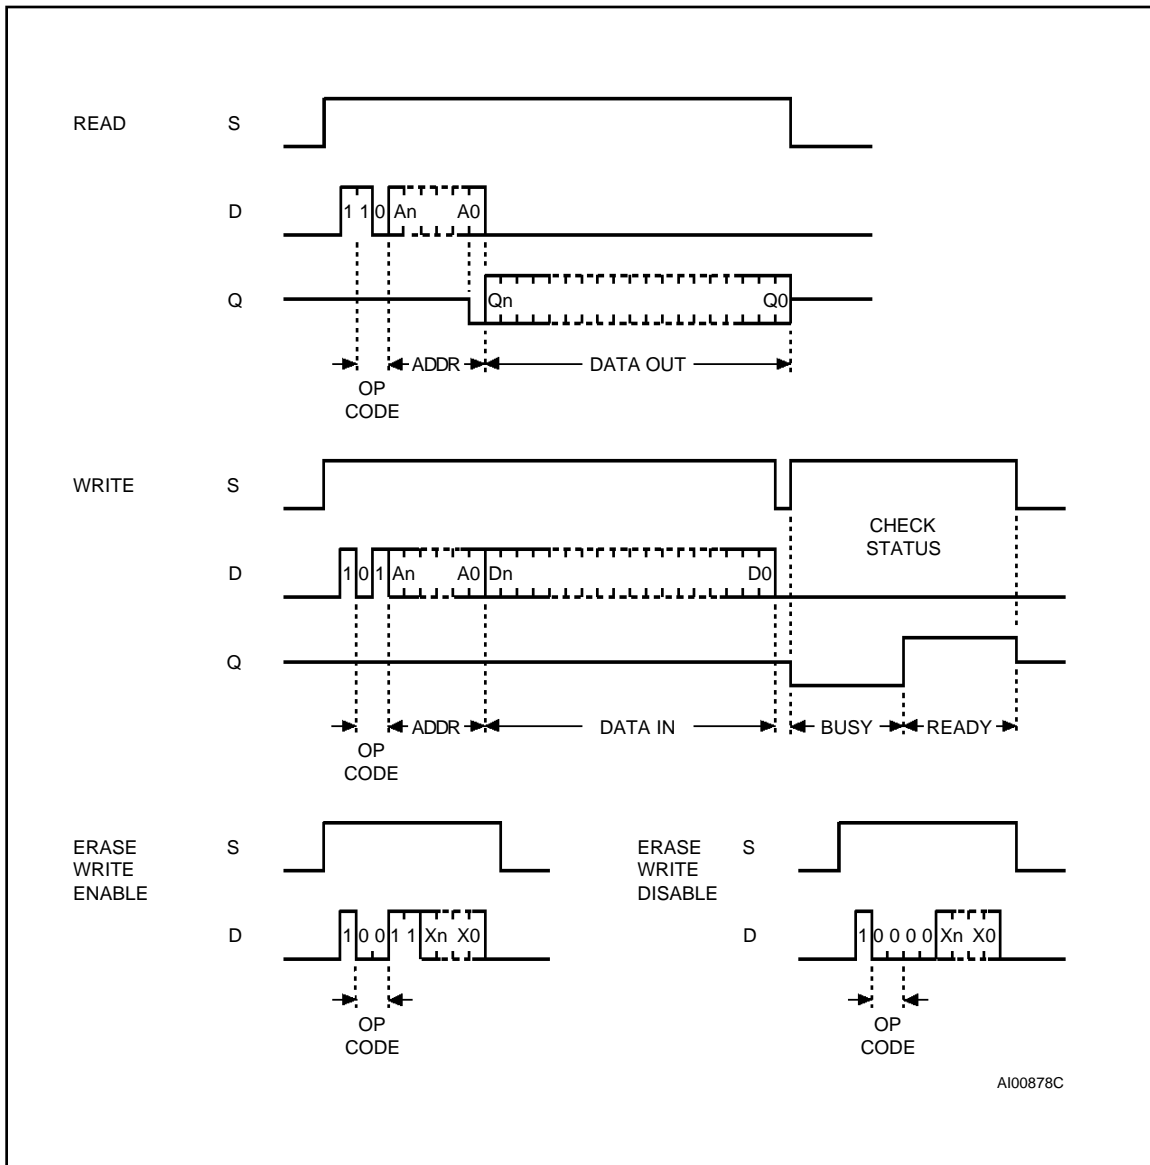 READ S
D 1 1 0 An A0
Q Qn Q0
ADDR DATA OUT
OP
CODE
WRITE S
CHECK
STATUS
D 1 0 1 An A0 Dn D0
Q
ADDR DATA IN BUSY READY
OP
CODE
ERASE S
WRITE
ENABLE
D 1 0 0 1 1 Xn X0
OP
CODE
ERASE S
WRITE
DISABLE
D 1 0 0 0 0 Xn X0
OP
CODE
AI00878C